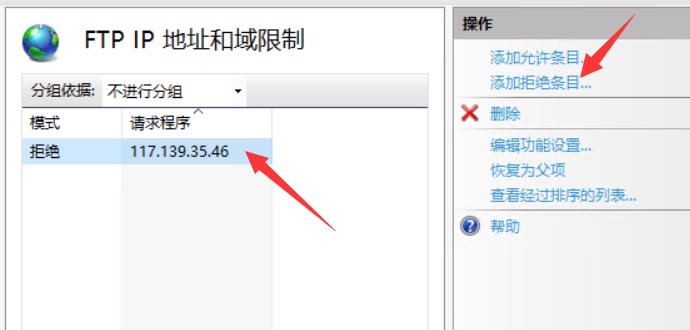 FTP IP 地址和域限制
分组依据: 不进行分组
模式 请求程序
拒绝 117.139.35.46
操作
添加允许条目...
添加拒绝条目...
删除
编辑功能设置...
恢复为父项
查看经过排序的列表...
帮助